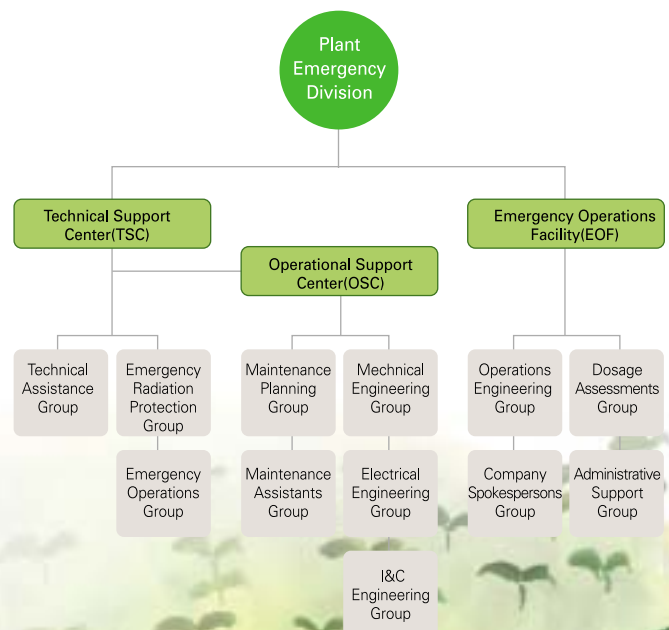 Plant
Emergency
Division
Technical Support
Center(TSC)
Emergency Operations
Facility(EOF)
Operational Support
Center(OSC)
Technical
Assistance
Group
Emergency
Radiation
Protection
Group
Maintenance
Planning
Group
Mechnical
Engineering
Group
Operations
Engineering
Group
Dosage
Assessments
Group
Emergency
Operations
Group
Maintenance
Assistants
Group
Electrical
Engineering
Group
Company
Spokespersons
Group
Administrative
Support
Group
I&C
Engineering
Group